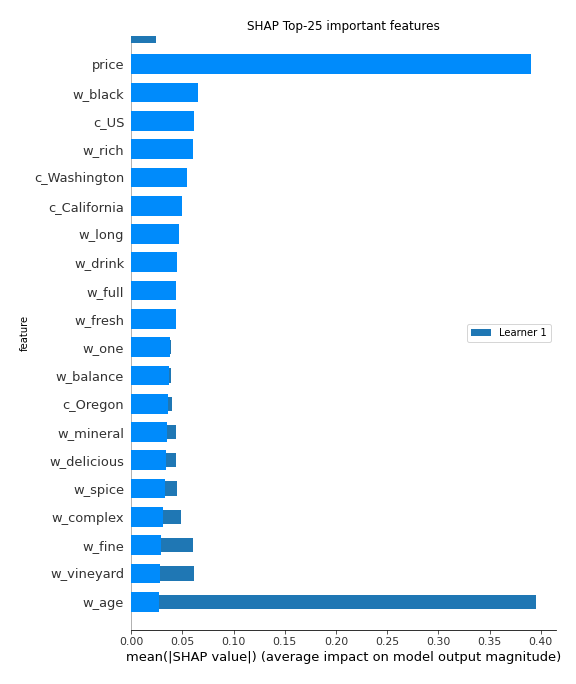 SHAP Top-25 important features
price
w_black
c_US
w_rich
c_Washington
c_California
w_long
w_drink
w_full
w_fresh
w_one
w_balance
c_Oregon
w_mineral
w_delicious
w_spice
w_complex
w_fine
w_vineyard
w_age
feature
Learner 1
0.00 0.05 0.10 0.15 0.20 0.25 0.30 0.35 0.40
mean(|SHAP value|) (average impact on model output magnitude)